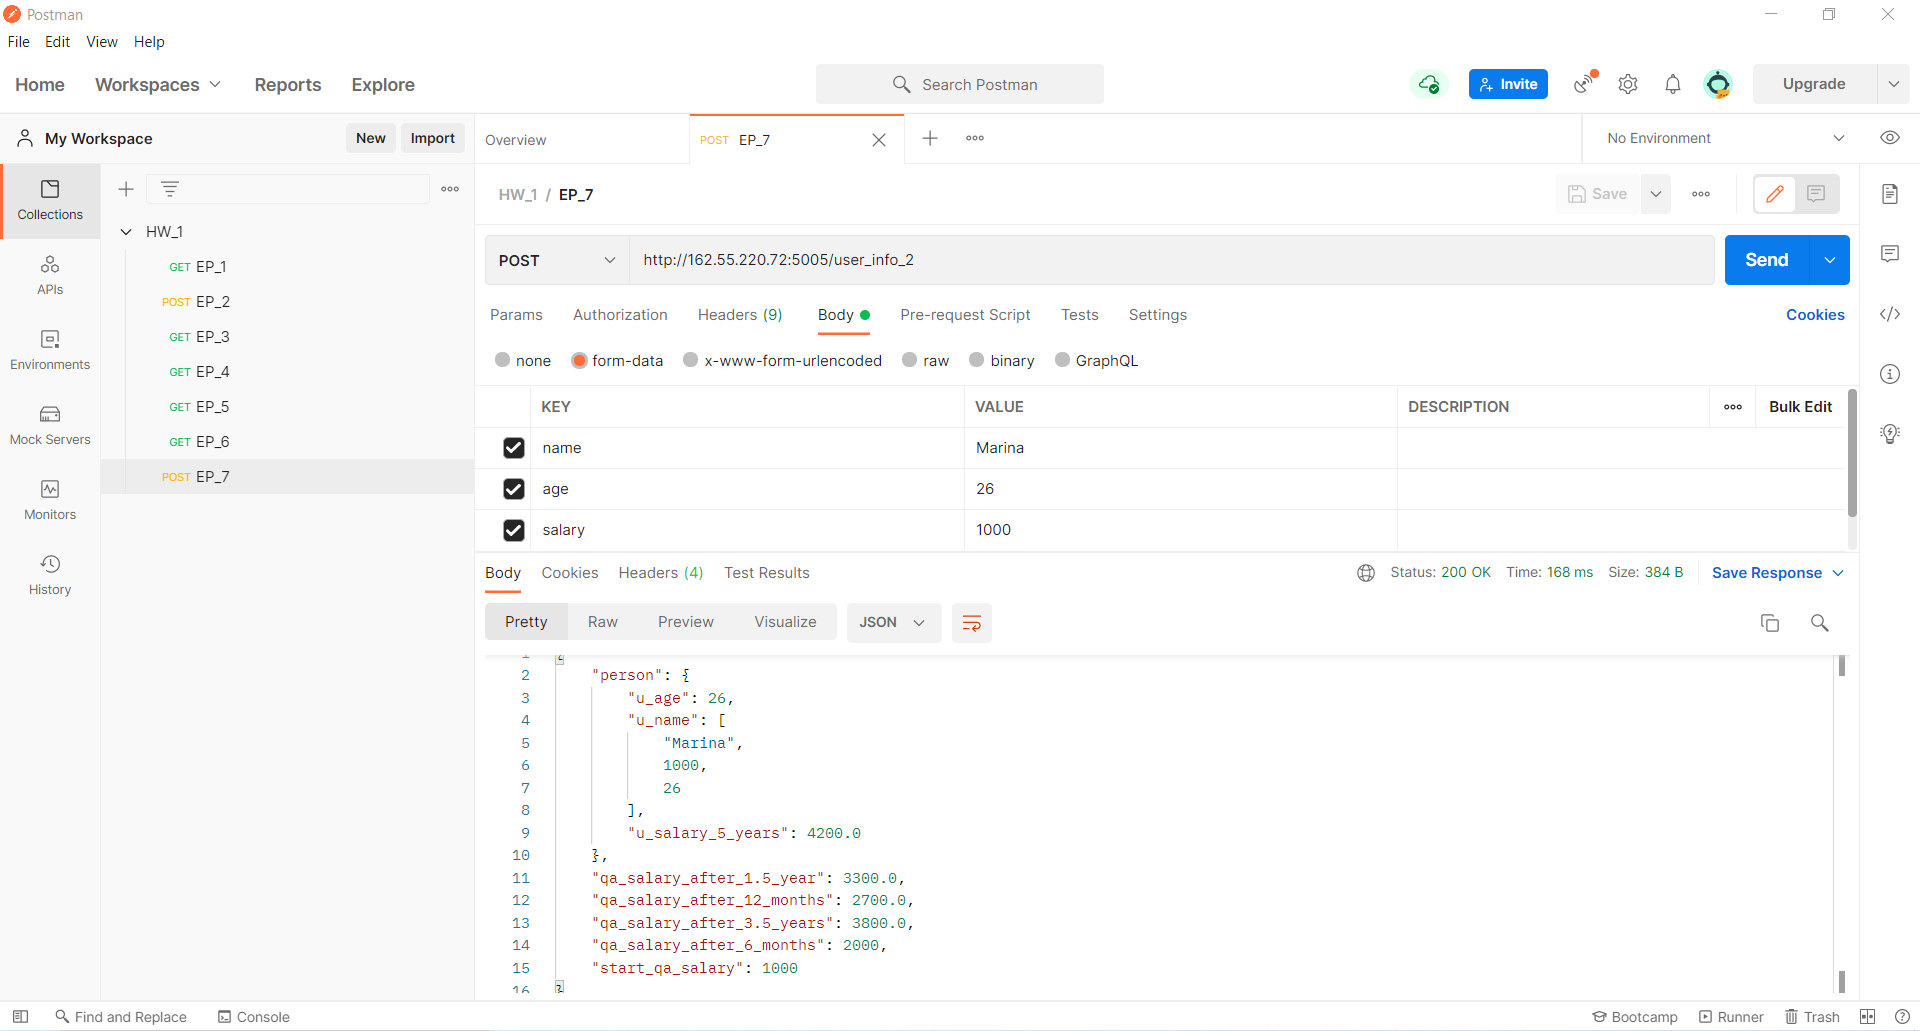 Postman
File Edit View Help
Home Workspaces Reports Explore Search Postman Invite Upgrade
My Workspace New Import Overview POST EP_7 No Environment
Collections
APIs
Environments
Mock Servers
Monitors
History
HW_1
GET EP_1
POST EP_2
GET EP_3
GET EP_4
GET EP_5
GET EP_6
POST EP_7
HW_1 / EP_7 Save
POST http://162.55.220.72:5005/user_info_2 Send
Params Authorization Headers (9) Body Pre-request Script Tests Settings Cookies
none form-data x-www-form-urlencoded raw binary GraphQL
KEY VALUE DESCRIPTION Bulk Edit
name Marina
age 26
salary 1000
Body Cookies Headers (4) Test Results Status: 200 OK Time: 168 ms Size: 384 B Save Response
Pretty Raw Preview Visualize JSON
1 {
2 "person": {
3 "u_age": 26,
4 "u_name": [
5 "Marina",
6 1000,
7 26
8 ],
9 "u_salary_5_years": 4200.0
10 },
11 "qa_salary_after_1.5_year": 3300.0,
12 "qa_salary_after_12_months": 2700.0,
13 "qa_salary_after_3.5_years": 3800.0,
14 "qa_salary_after_6_months": 2000,
15 "start_qa_salary": 1000
16 }
Find and Replace Console Bootcamp Runner Trash